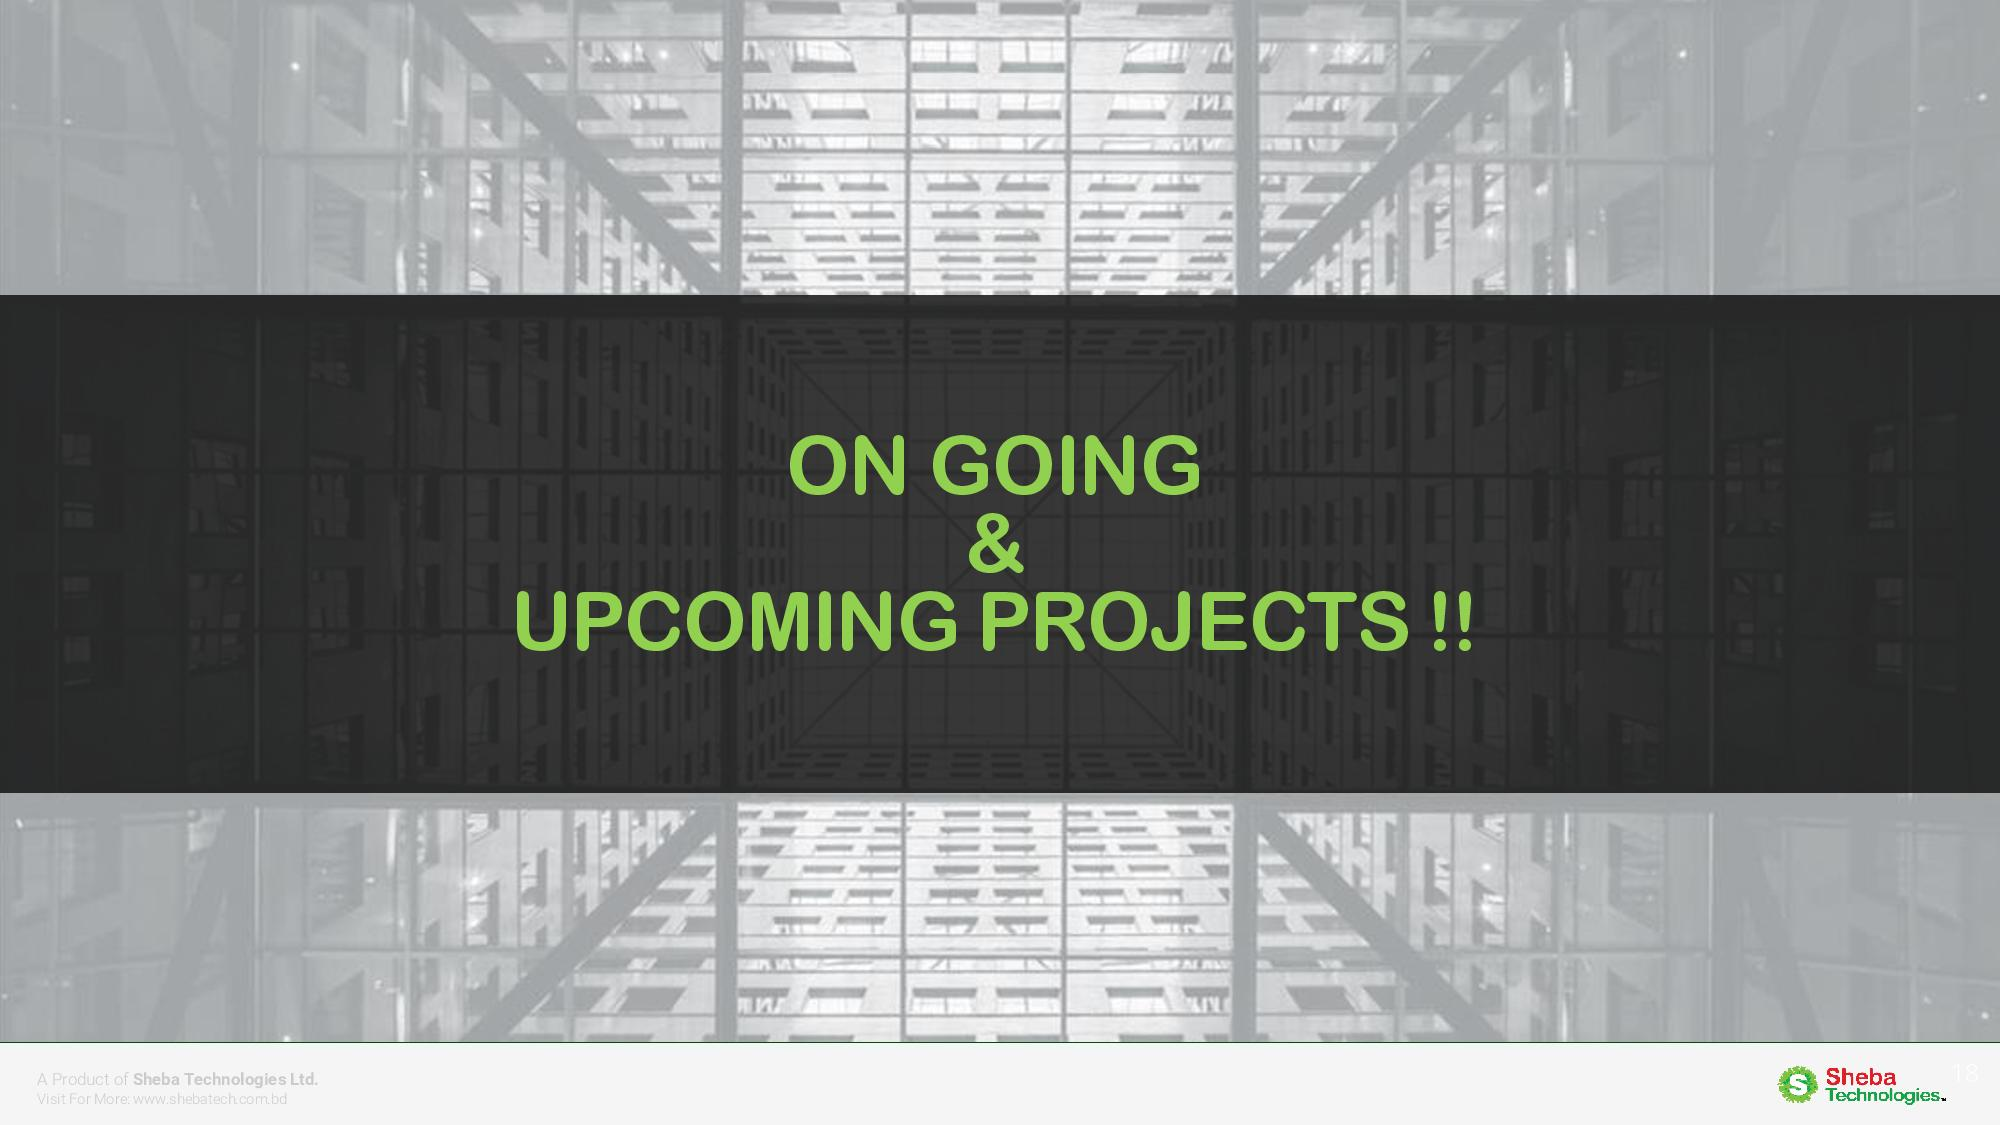 ON GOING
&
UPCOMING PROJECTS !!
A Product of Sheba Technologies Ltd.
Visit For More: www.shebatech.com.bd
Sheba
Technologies
18